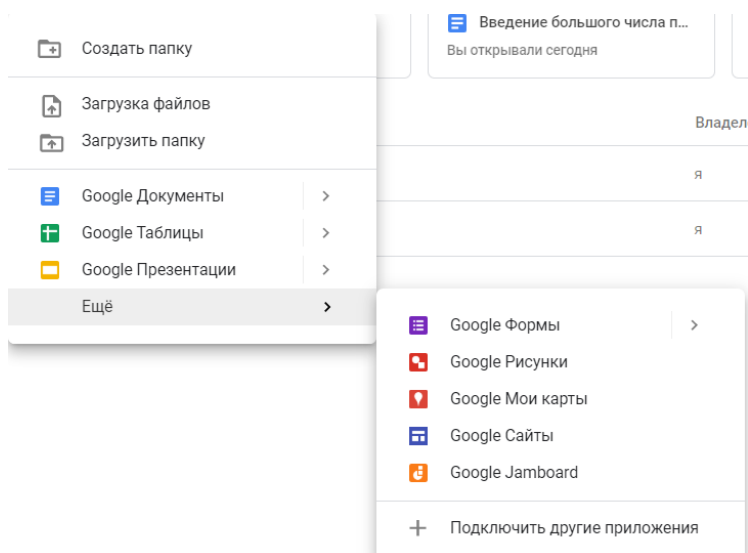 Создать папку
Загрузка файлов
Загрузить папку
Google Документы
Google Таблицы
Google Презентации
Ещё
Введение большого числа п...
Вы открывали сегодня
Владел
я
я
Google Формы
Google Рисунки
Google Мои карты
Google Сайты
Google Jamboard
Подключить другие приложения